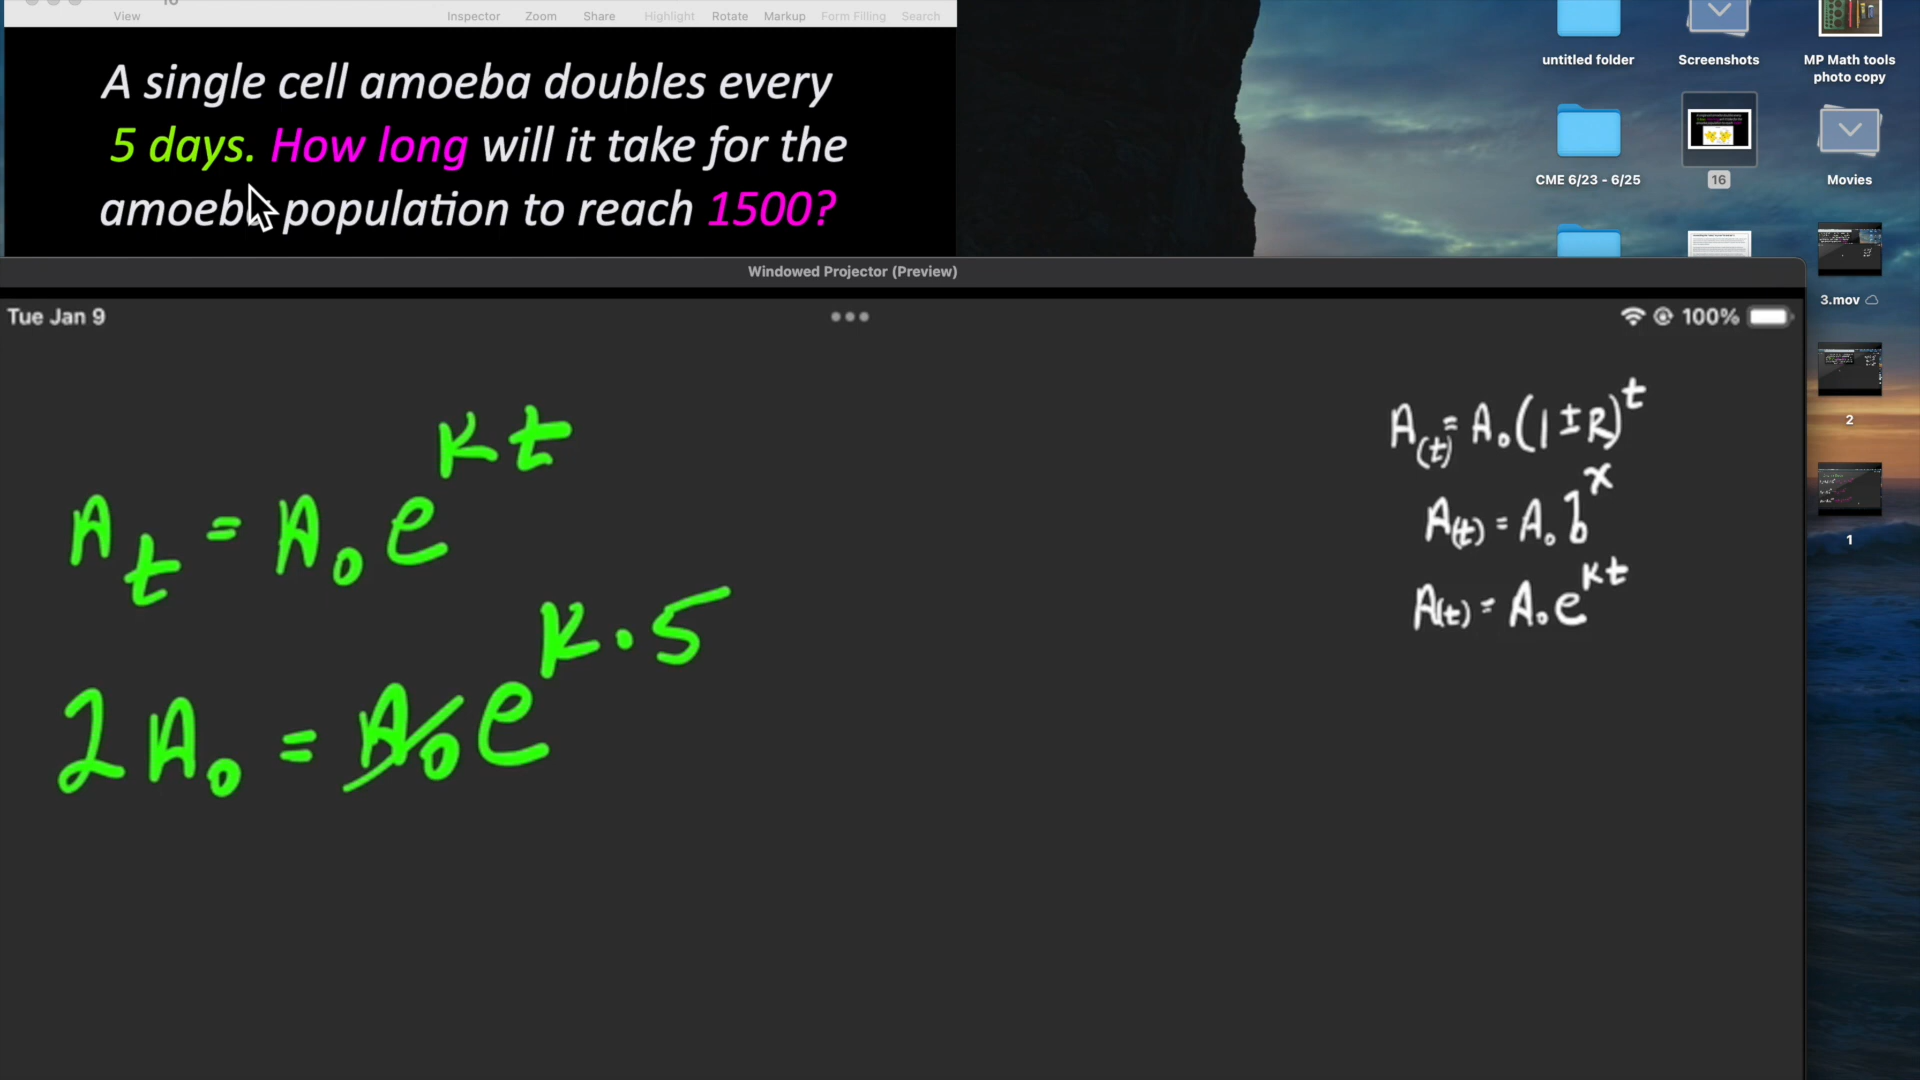 View Inspector Zoom Share Highlight Rotate Markup Form Filling Search
A single cell amoeba doubles every
5 days. How long will it take for the
amoeba population to reach 1500?
untitled folder
Screenshots
MP Math tools
photo copy
CME 6/23 - 6/25
16
Movies
3.mov
2
1
Windowed Projector (Preview)
Tue Jan 9
100%
A_t = A₀ e^{Kt}
2A₀ = A₀ e^{K·5}
A(t) = A₀(1 ± R)^t
A(t) = A₀ b^x
A(t) = A₀ e^{Kt}